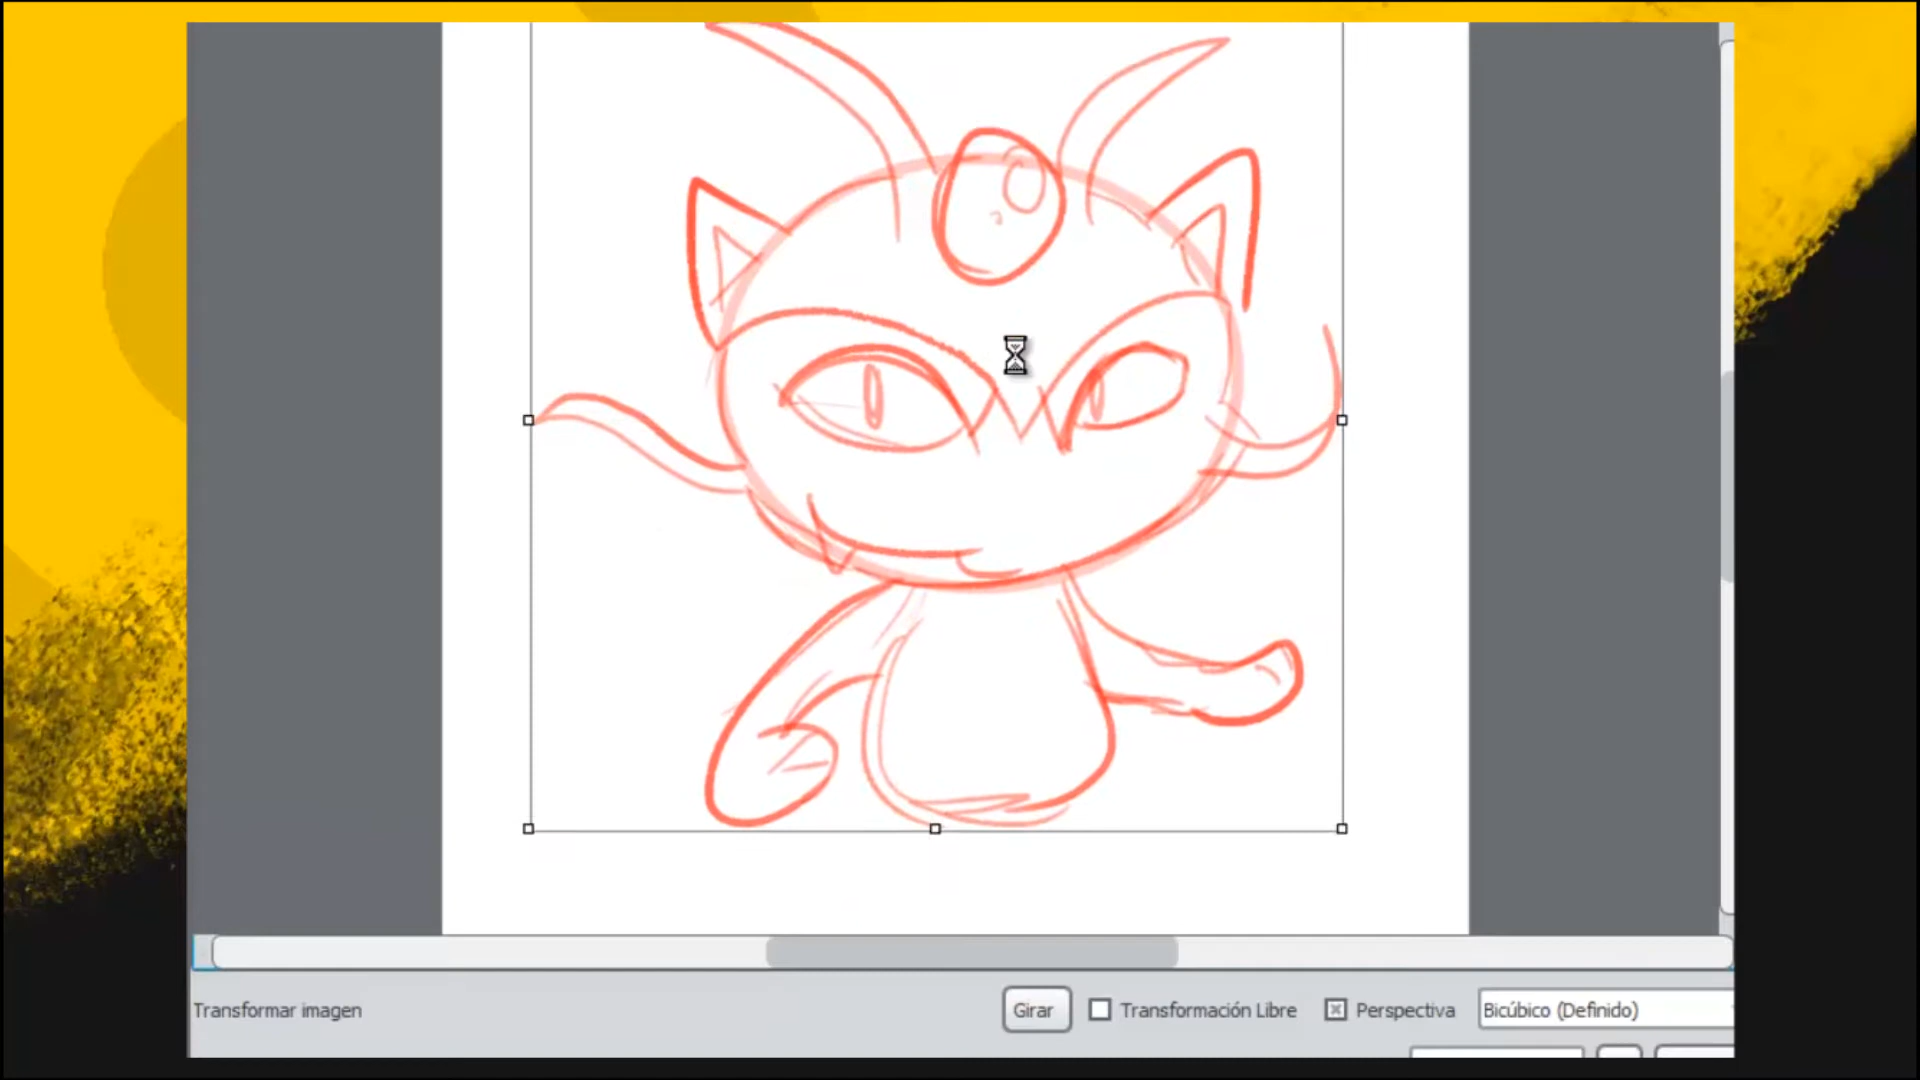 Transformar imagen
Girar
Transformación Libre
Perspectiva
Bicúbico (Definido)